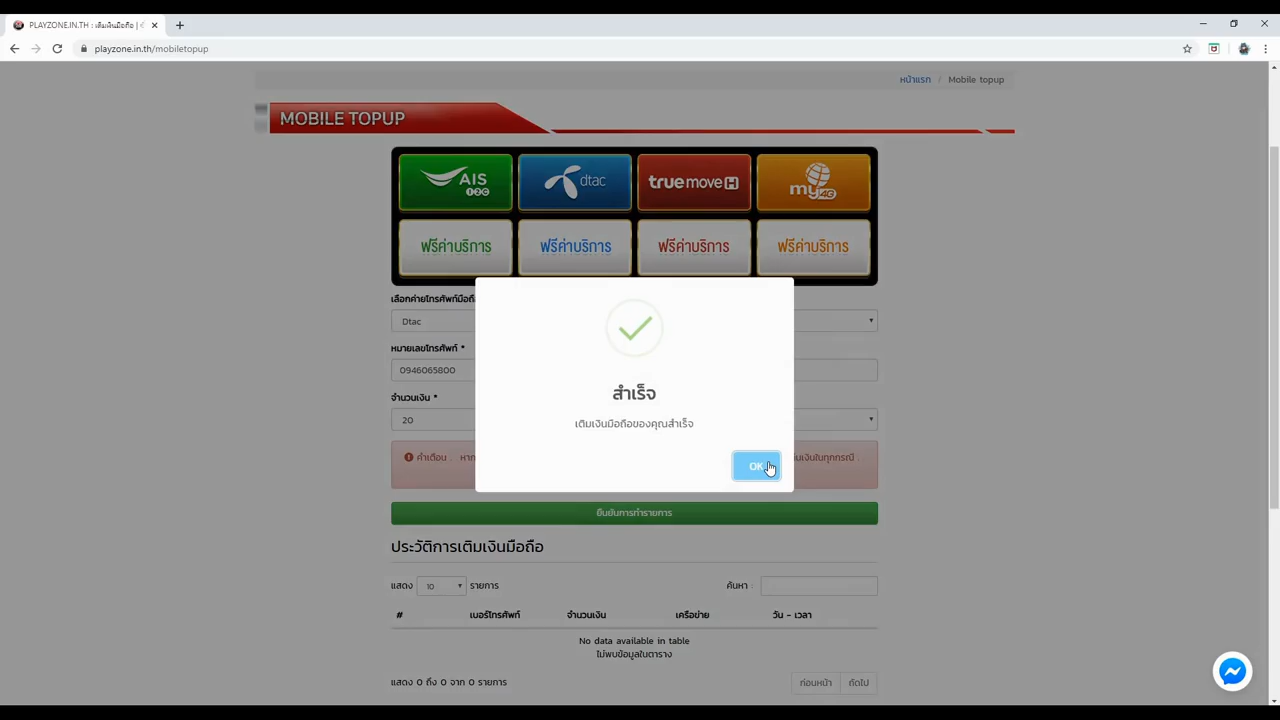 PLAYZONE.IN.TH : เติมเงินมือถือ |
playzone.in.th/mobiletopup
หน้าแรก / Mobile topup
MOBILE TOPUP
AIS dtac truemove H my
12C 4G
ฟรีค่าบริการ ฟรีค่าบริการ ฟรีค่าบริการ ฟรีค่าบริการ
เลือกค่ายโทรศัพท์มือถือ
Dtac
หมายเลขโทรศัพท์ *
0946065800
จำนวนเงิน *
20
คำเตือน : หาก
เงินในทุกกรณี
สำเร็จ
เติมเงินมือถือของคุณสำเร็จ
OK
ยืนยันการทำรายการ
ประวัติการเติมเงินมือถือ
แสดง 10 รายการ ค้นหา :
# เบอร์โทรศัพท์ จำนวนเงิน เครือข่าย วัน - เวลา
No data available in table
ไม่พบข้อมูลในตาราง
แสดง 0 ถึง 0 จาก 0 รายการ ก่อนหน้า ถัดไป